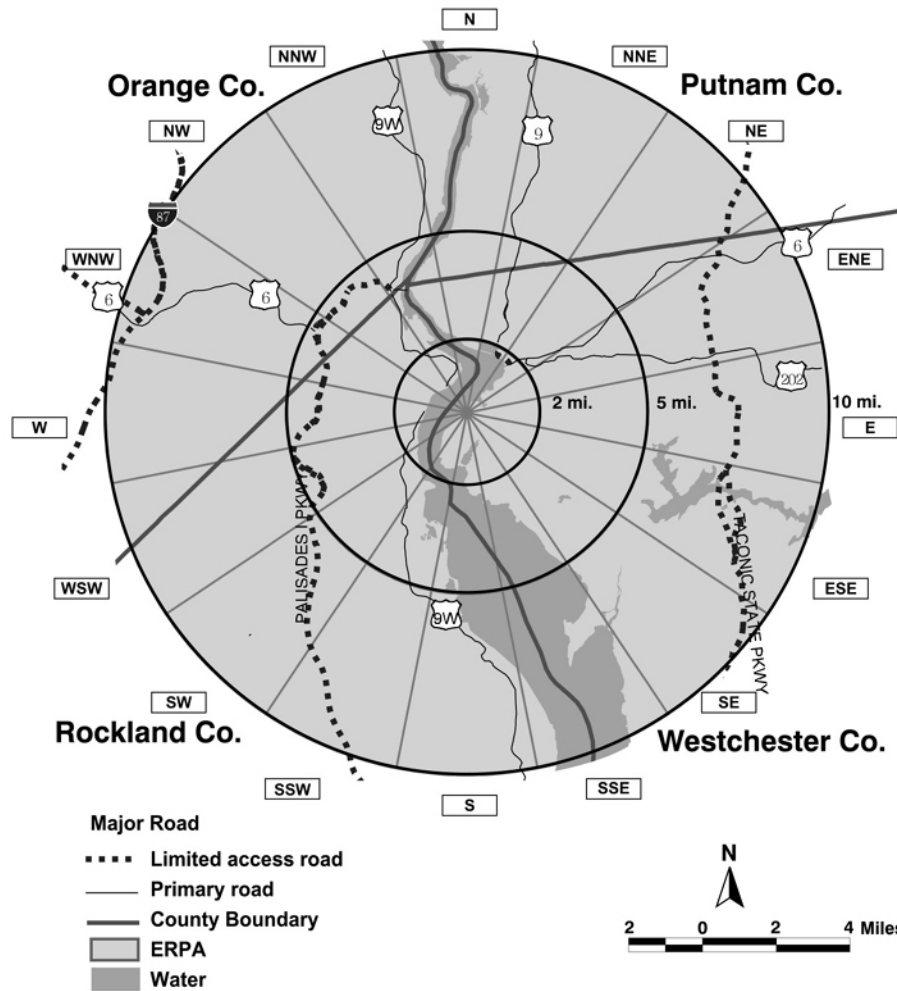 N
NNW
NNE
Orange Co.
Putnam Co.
NW
NE
9W
9
87
6
WNW
ENE
6
6
202
2 mi.
5 mi.
10 mi.
W
E
PALISADES I PKWY
TACONIC STATE PKWY
WSW
ESE
9W
SW
SE
Rockland Co.
Westchester Co.
SSW
S
SSE
Major Road
Limited access road
Primary road
County Boundary
ERPA
Water
N
2 0 2 4 Miles